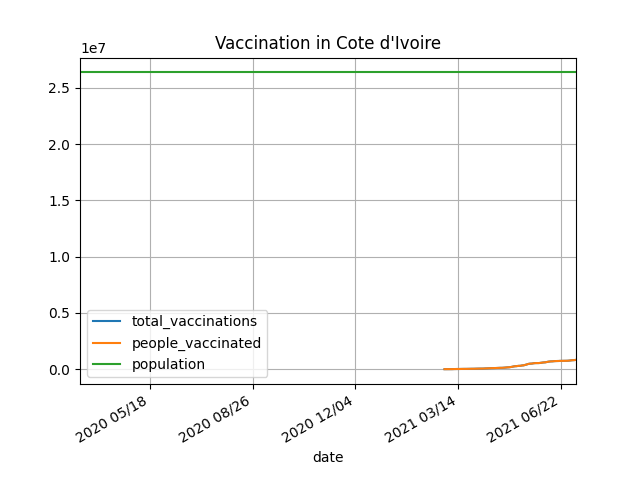 Vaccination in Cote d'Ivoire
1e7
2.5
2.0
1.5
1.0
0.5
0.0
total_vaccinations
people_vaccinated
population
2020 05/18
2020 08/26
2020 12/04
2021 03/14
2021 06/22
date